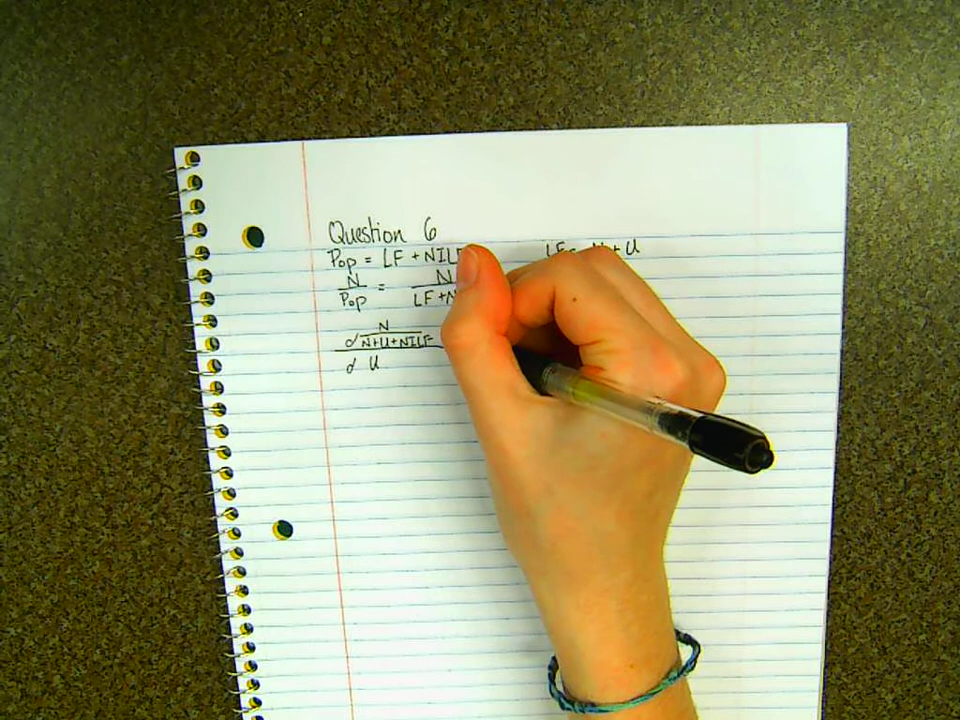 Question 6
Pop = LF + NILF LF = N + U
N
Pop = N
LF +N
d N
N+U+NILF
d U